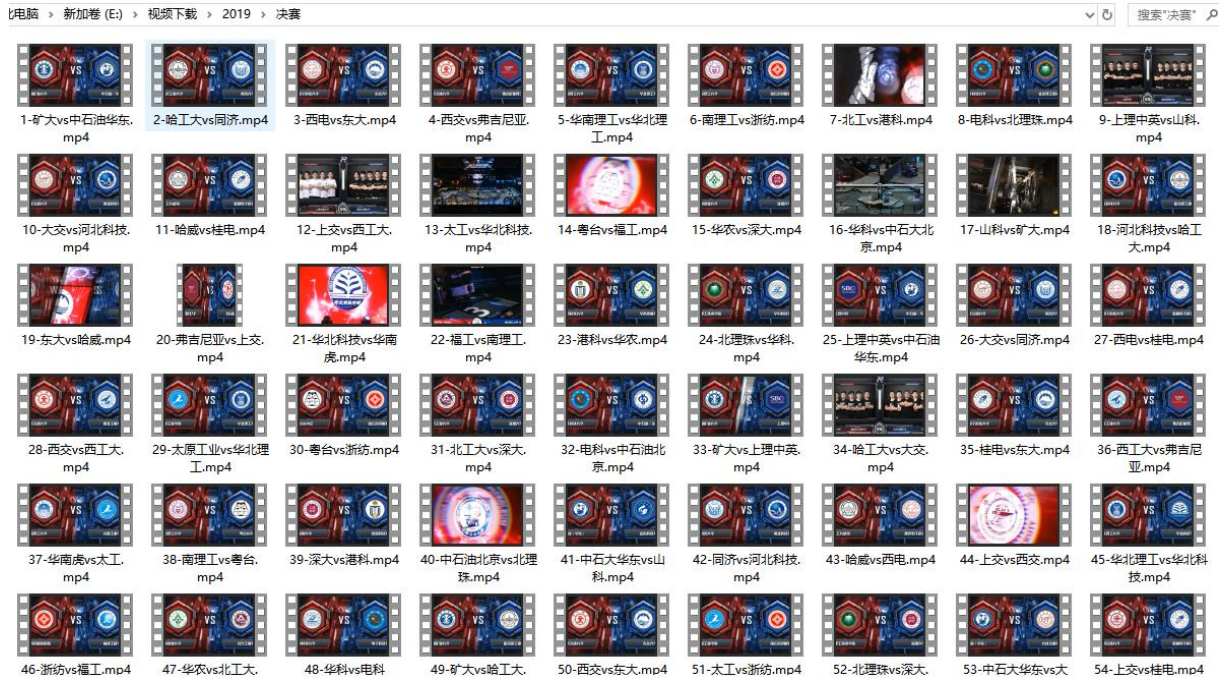 北电脑 › 新加卷 (E:) › 视频下载 › 2019 › 决赛
搜索"决赛"
1-矿大vs中石油华东.
mp4
2-哈工大vs同济.mp4
3-西电vs东大.mp4
4-西交vs弗吉尼亚.
mp4
5-华南理工vs华北理
工.mp4
6-南理工vs浙纺.mp4
7-北工vs港科.mp4
8-电科vs北理珠.mp4
9-上理中英vs山科.
mp4
10-大交vs河北科技.
mp4
11-哈威vs桂电.mp4
12-上交vs西工大.
mp4
13-太工vs华北科技.
mp4
14-粤台vs福工.mp4
15-华农vs深大.mp4
16-华科vs中石大北
京.mp4
17-山科vs矿大.mp4
18-河北科技vs哈工
大.mp4
19-东大vs哈威.mp4
20-弗吉尼亚vs上交.
mp4
21-华北科技vs华南
虎.mp4
22-福工vs南理工.
mp4
23-港科vs华农.mp4
24-北理珠vs华科.
mp4
25-上理中英vs中石油
华东.mp4
26-大交vs同济.mp4
27-西电vs桂电.mp4
28-西交vs西工大.
mp4
29-太原工业vs华北理
工.mp4
30-粤台vs浙纺.mp4
31-北工大vs深大.
mp4
32-电科vs中石油北
京.mp4
33-矿大vs上理中英.
mp4
34-哈工大vs大交.
mp4
35-桂电vs东大.mp4
36-西工大vs弗吉尼
亚.mp4
37-华南虎vs太工.
mp4
38-南理工vs粤台.
mp4
39-深大vs港科.mp4
40-中石油北京vs北理
珠.mp4
41-中石大华东vs山
科.mp4
42-同济vs河北科技.
mp4
43-哈威vs西电.mp4
44-上交vs西交.mp4
45-华北理工vs华北科
技.mp4
46-浙纺vs福工.mp4
47-华农vs北工大.
48-华科vs电科
49-矿大vs哈工大.
50-西交vs东大.mp4
51-太工vs浙纺.mp4
52-北理珠vs深大.
53-中石大华东vs大
54-上交vs桂电.mp4